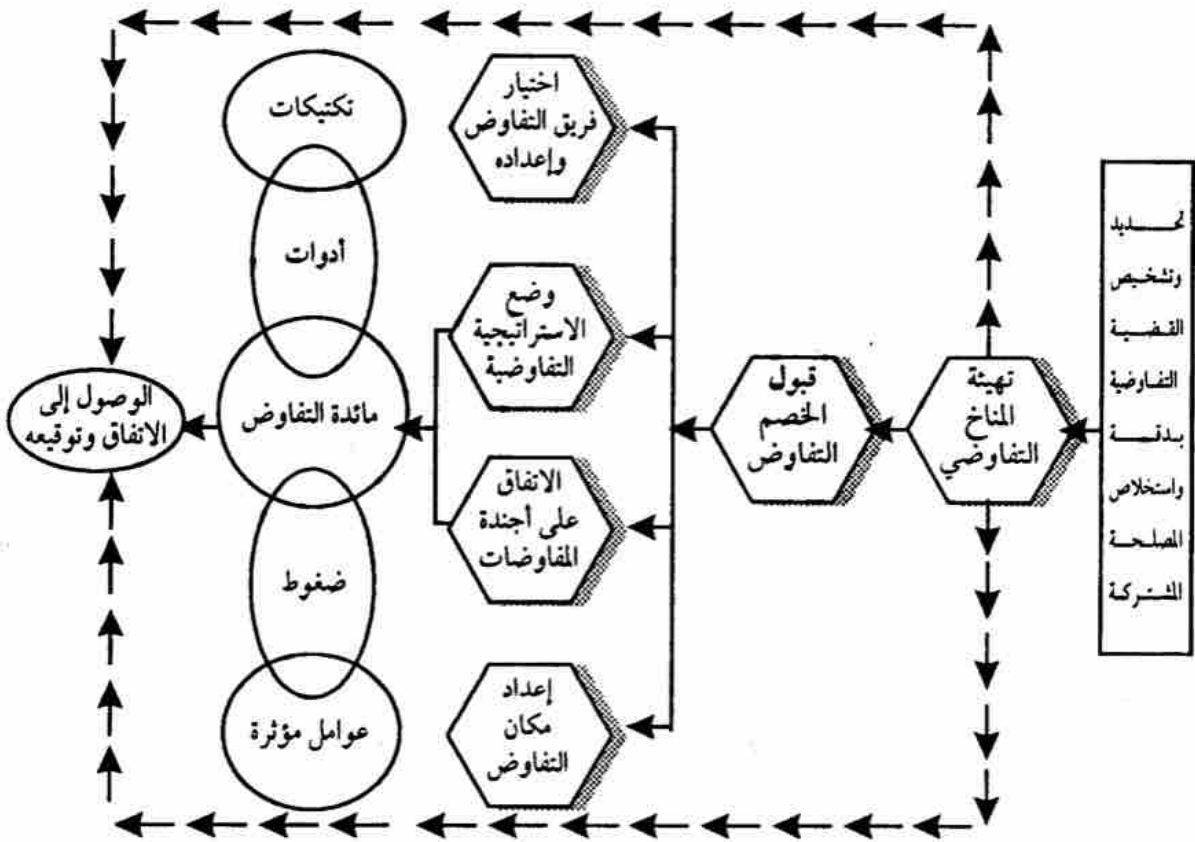 تحديد
وتشخيص
القضية
التفاوضية
بدقة
واستخلاص
المصلحة
المشتركة
تهيئة
المناخ
التفاوضي
قبول
الخصم
التفاوض
اختيار
فريق التفاوض
وإعداده
وضع
الاستراتيجية
التفاوضية
الاتفاق
على أجندة
المفاوضات
إعداد
مكان
التفاوض
تكتيكات
أدوات
مائدة التفاوض
ضغوط
عوامل مؤثرة
الوصول إلى
الاتفاق وتوقيعه